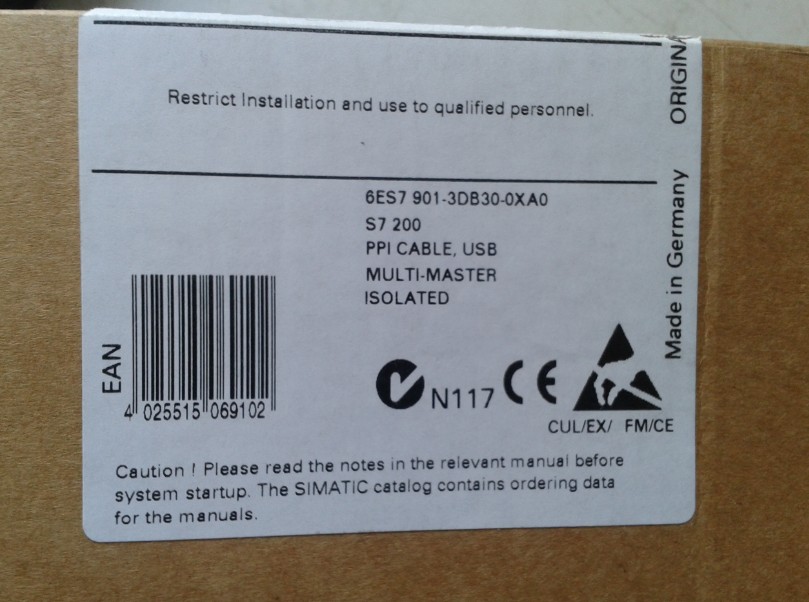 Restrict Installation and use to qualified personnel.
6ES7 901-3DB30-0XA0
S7 200
PPI CABLE, USB
MULTI-MASTER
ISOLATED
EAN
4 025515 069102
N117 CE
CUL/EX/ FM/CE
Made in Germany
Caution ! Please read the notes in the relevant manual before
system startup. The SIMATIC catalog contains ordering data
for the manuals.